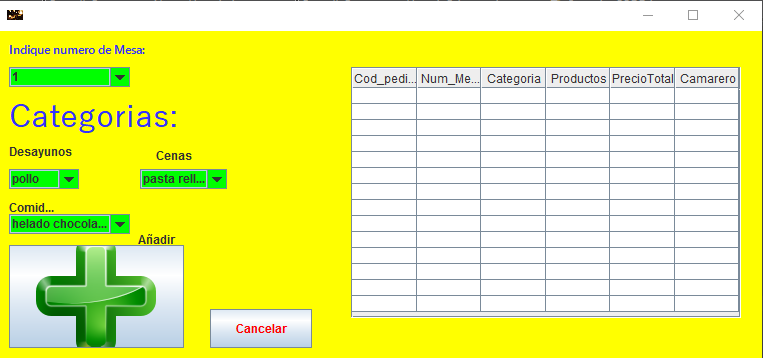 Indique numero de Mesa:
1
Categorias:
Desayunos
Cenas
pollo
pasta rell...
Comid...
helado chocola...
Añadir
Cancelar
Cod_pedi... Num_Me... Categoria Productos PrecioTotal Camarero